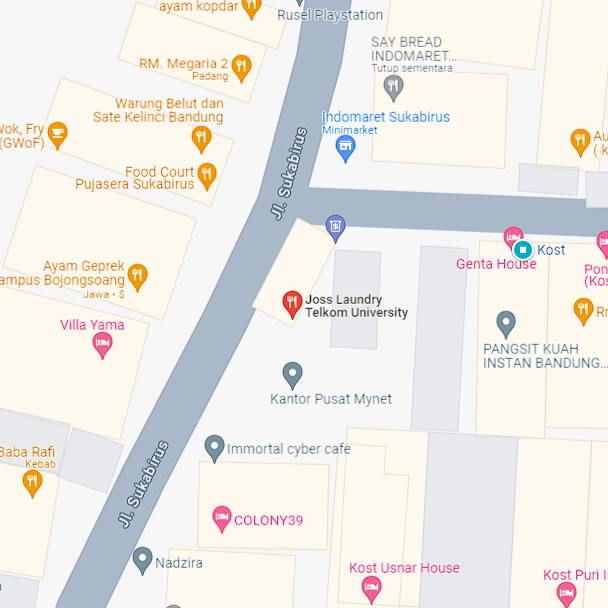 ayam kopdar
Rusel Playstation
RM. Megaria 2
Padang
SAY BREAD
INDOMARET...
Tutup sementara
Warung Belut dan
Sate Kelinci Bandung
Indomaret Sukabirus
Minimarket
Wok, Fry
(GWoF)
Au
( k
Food Court
Pujasera Sukabirus
Jl. Sukabirus
Kost
Genta House
Pon
(Kos
Ayam Geprek
ampus Bojongsoang
Jawa • $
Joss Laundry
Telkom University
Villa Yama
PANGSIT KUAH
INSTAN BANDUNG...
Kantor Pusat Mynet
Baba Rafi
Kebab
Immortal cyber cafe
Jl. Sukabirus
COLONY39
Nadzira
Kost Usnar House
Kost Puri I